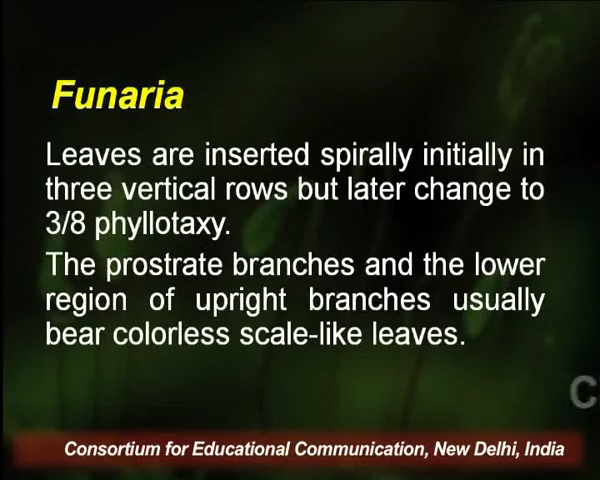 Funaria
Leaves are inserted spirally initially in
three vertical rows but later change to
3/8 phyllotaxy.
The prostrate branches and the lower
region of upright branches usually
bear colorless scale-like leaves.
C
Consortium for Educational Communication, New Delhi, India